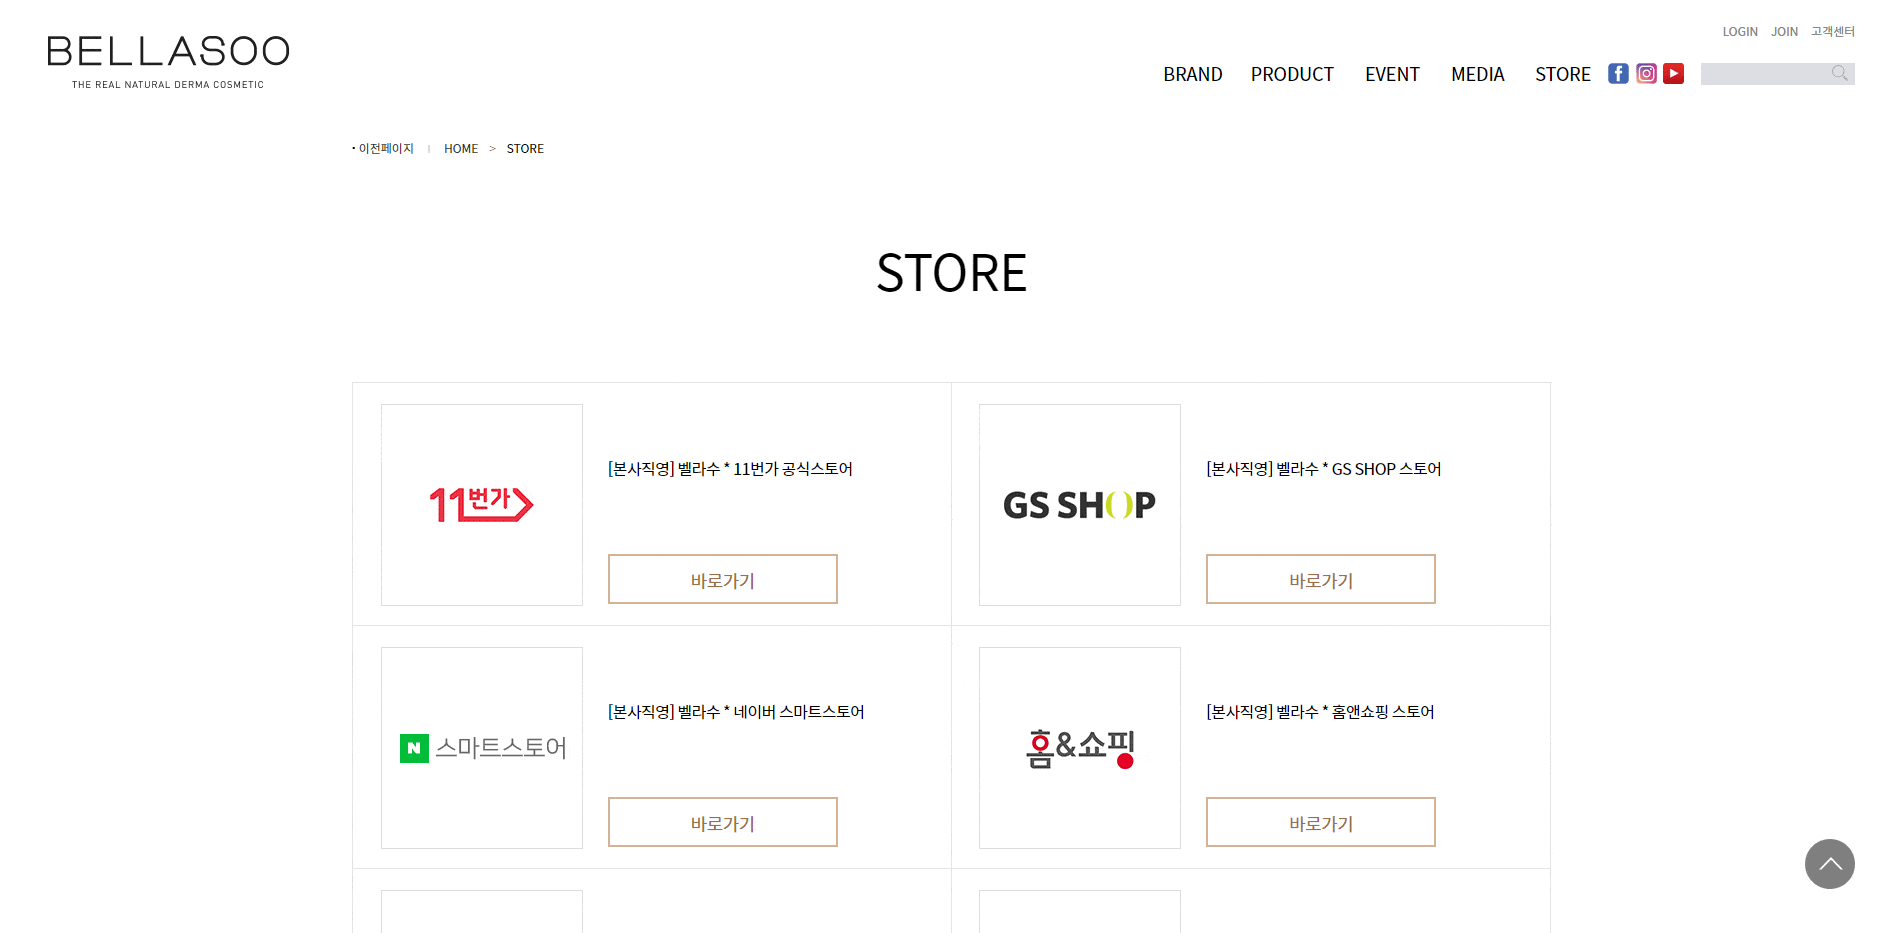 LOGIN JOIN 고객센터
BELLASOO
THE REAL NATURAL DERMA COSMETIC
BRAND PRODUCT EVENT MEDIA STORE
· 이전페이지 | HOME > STORE
STORE
11번가
[본사직영] 벨라수 * 11번가 공식스토어
바로가기
GS SHOP
[본사직영] 벨라수 * GS SHOP 스토어
바로가기
N 스마트스토어
[본사직영] 벨라수 * 네이버 스마트스토어
바로가기
홈&쇼핑
[본사직영] 벨라수 * 홈앤쇼핑 스토어
바로가기